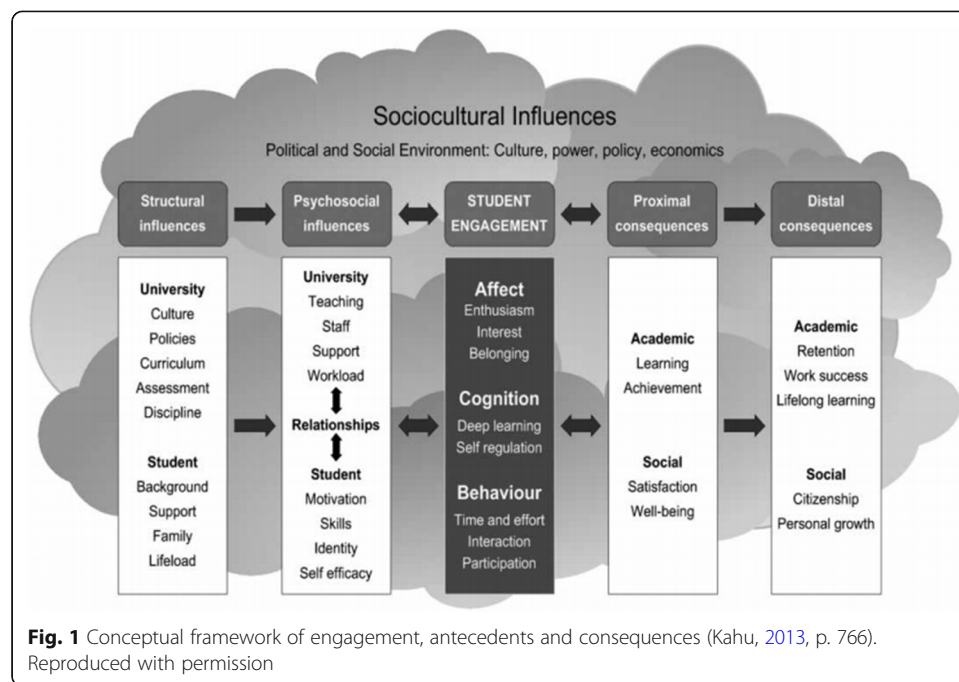 Sociocultural Influences
Political and Social Environment: Culture, power, policy, economics
Structural
influences
Psychosocial
influences
STUDENT
ENGAGEMENT
Proximal
consequences
Distal
consequences
University
Culture
Policies
Curriculum
Assessment
Discipline
Student
Background
Support
Family
Lifeload
University
Teaching
Staff
Support
Workload
Relationships
Student
Motivation
Skills
Identity
Self efficacy
Affect
Enthusiasm
Interest
Belonging
Cognition
Deep learning
Self regulation
Behaviour
Time and effort
Interaction
Participation
Academic
Learning
Achievement
Social
Satisfaction
Well-being
Academic
Retention
Work success
Lifelong learning
Social
Citizenship
Personal growth
Fig. 1 Conceptual framework of engagement, antecedents and consequences (Kahu, 2013, p. 766).
Reproduced with permission